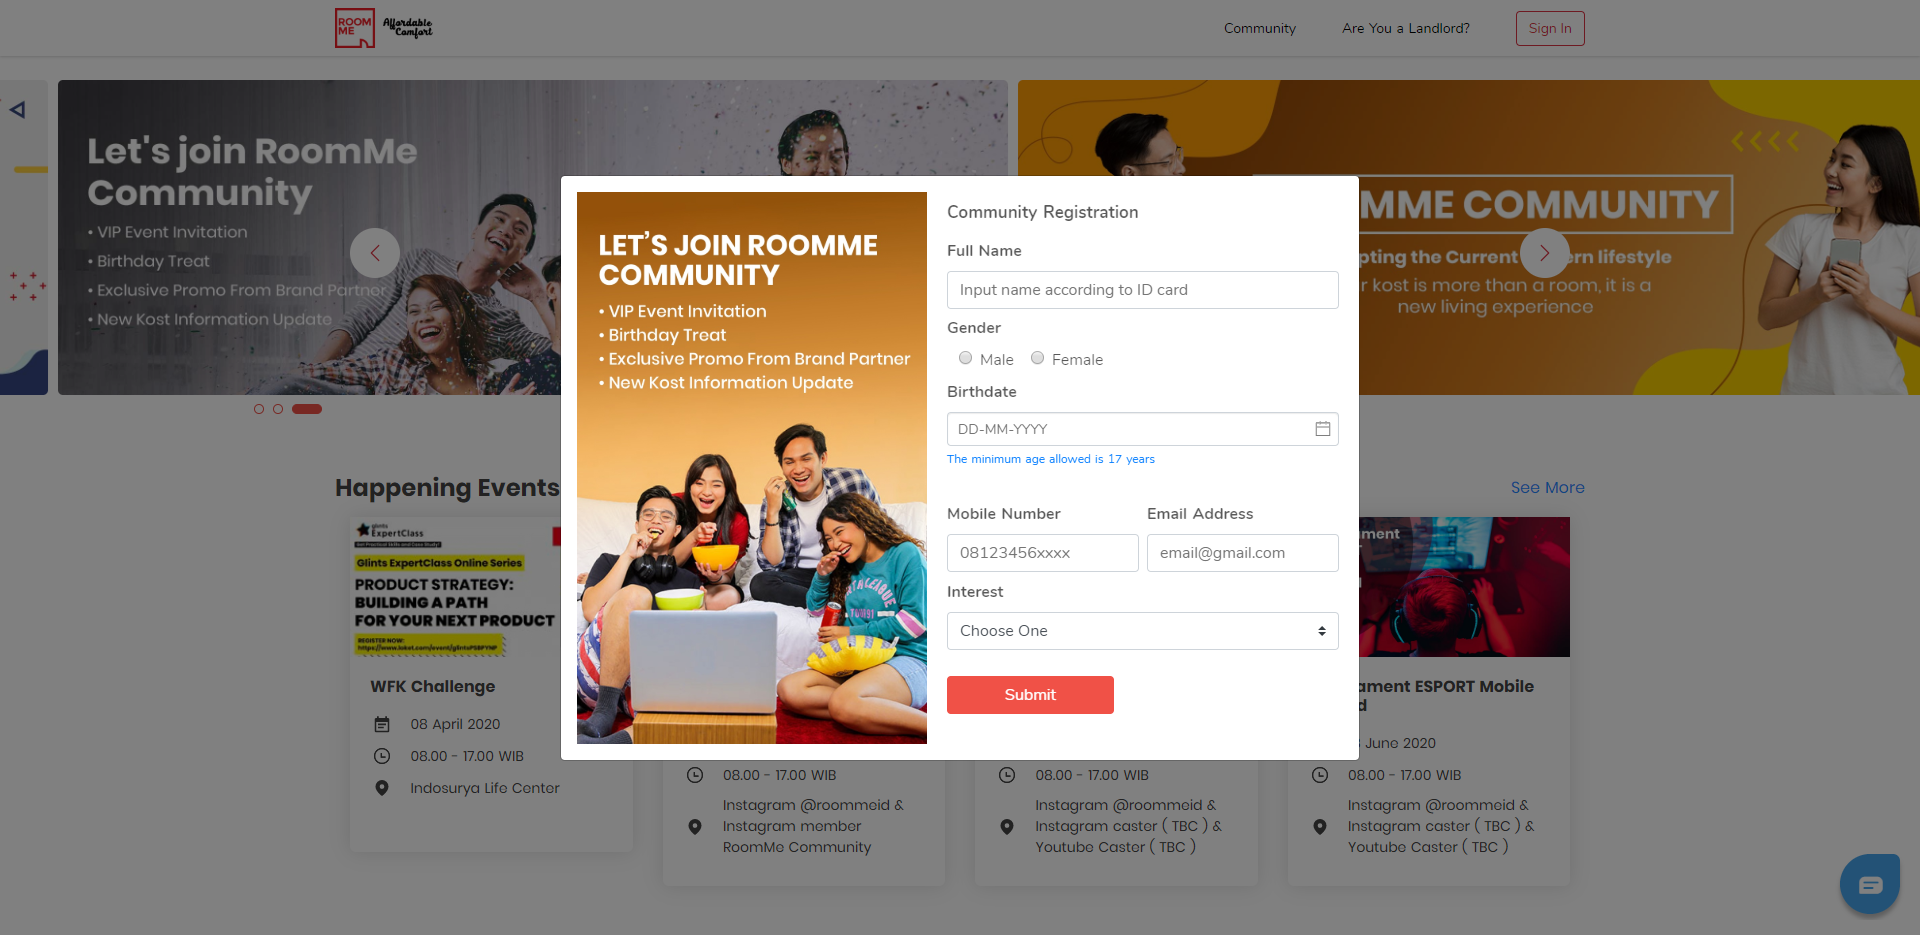 ROOM
ME
Affordable
Comfort
Community
Are You a Landlord?
Sign In
Let's join RoomMe
Community
• VIP Event Invitation
• Birthday Treat
• Exclusive Promo From Brand Partner
• New Kost Information Update
MME COMMUNITY
pting the Current
ern lifestyle
r kost is more than a room, it is a
new living experience
LET'S JOIN ROOMME
COMMUNITY
• VIP Event Invitation
• Birthday Treat
• Exclusive Promo From Brand Partner
• New Kost Information Update
Community Registration
Full Name
Input name according to ID card
Gender
Male
Female
Birthdate
DD-MM-YYYY
The minimum age allowed is 17 years
Mobile Number
Email Address
08123456xxxx
email@gmail.com
Interest
Choose One
Submit
Happening Events
See More
glints
ExpertClass
Get Practical Skills and Case Study!
Glints ExpertClass Online Series
PRODUCT STRATEGY:
BUILDING A PATH
FOR YOUR NEXT PRODUCT
REGISTER NOW:
WFK Challenge
08 April 2020
08.00 - 17.00 WIB
Indosurya Life Center
08.00 - 17.00 WIB
Instagram @roommeid &
Instagram member
RoomMe Community
08.00 - 17.00 WIB
Instagram @roommeid &
Instagram caster ( TBC ) &
Youtube Caster ( TBC )
ament
ament ESPORT Mobile
d
June 2020
08.00 - 17.00 WIB
Instagram @roommeid &
Instagram caster ( TBC ) &
Youtube Caster ( TBC )